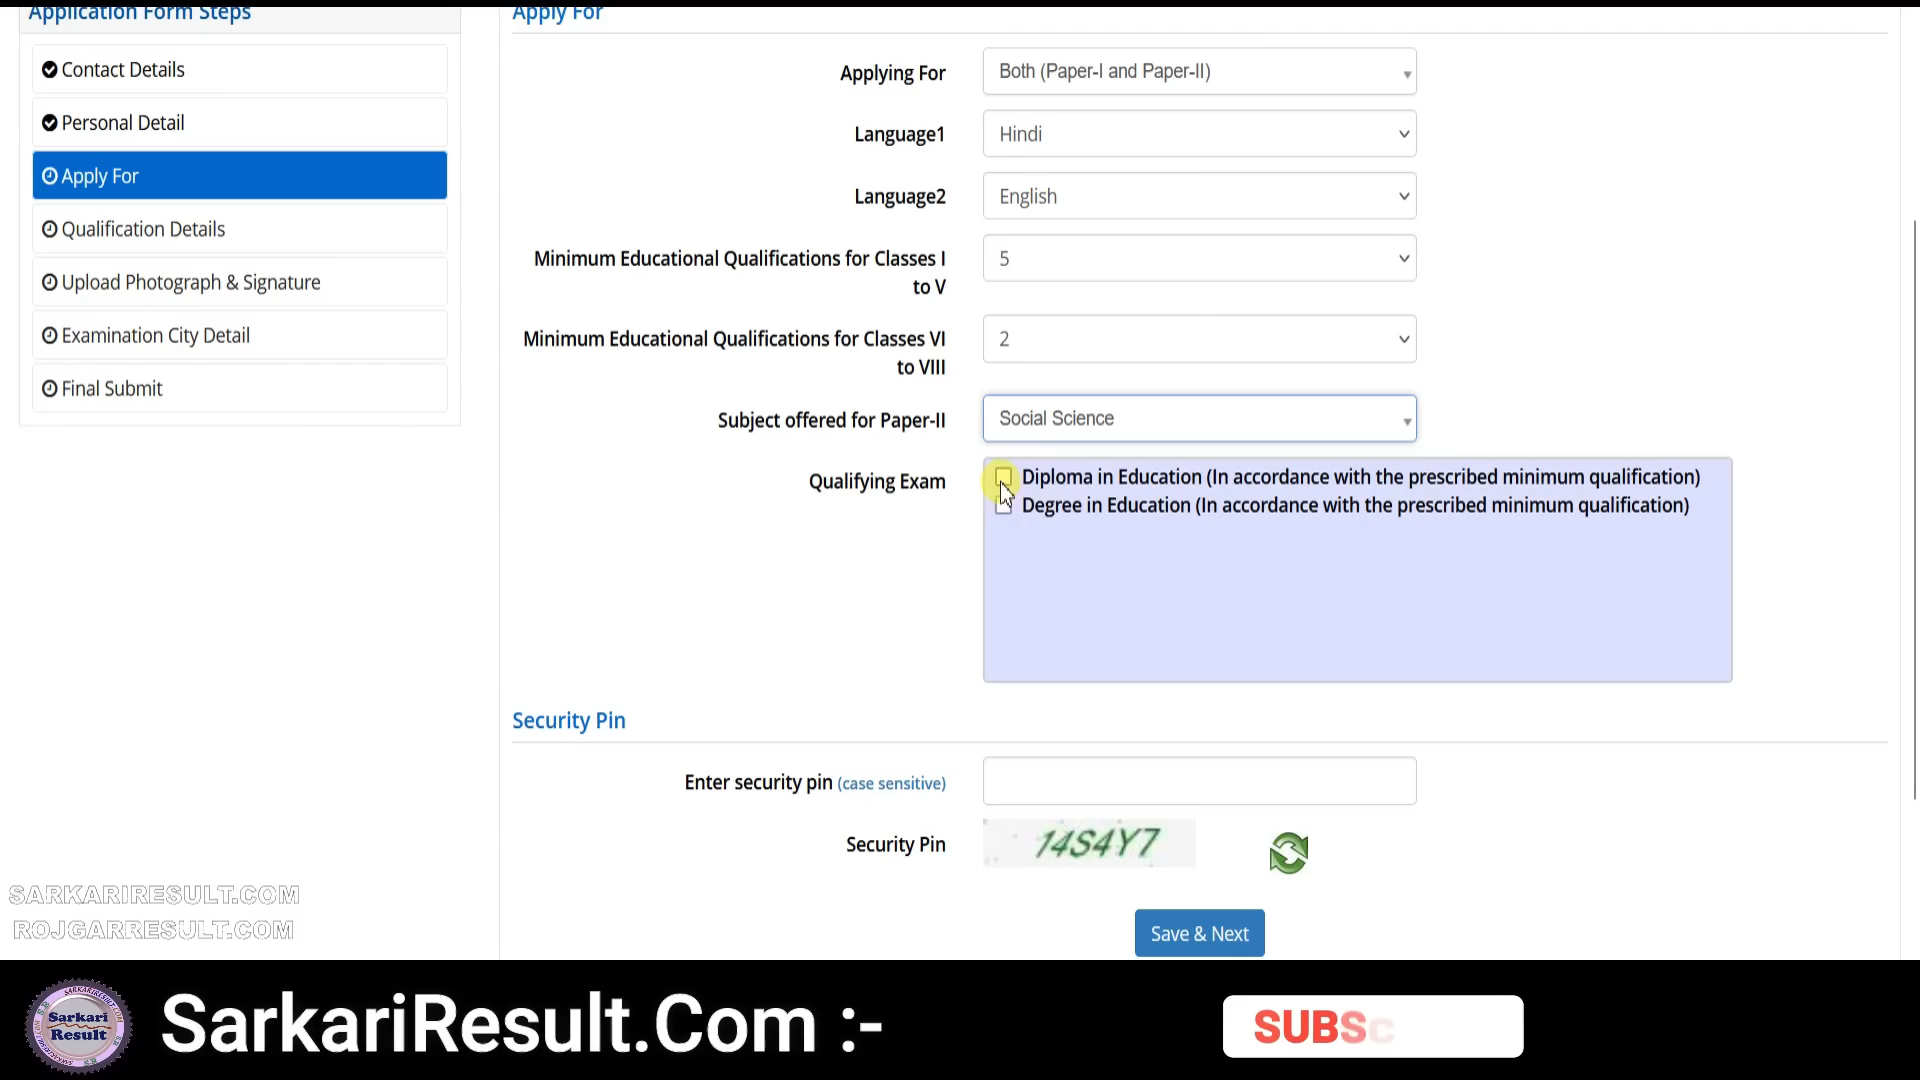 Application Form Steps
Contact Details
Personal Detail
Apply For
Qualification Details
Upload Photograph & Signature
Examination City Detail
Final Submit
Apply For
Applying For
Both (Paper-I and Paper-II)
Language1
Hindi
Language2
English
Minimum Educational Qualifications for Classes I
to V
5
Minimum Educational Qualifications for Classes VI
to VIII
2
Subject offered for Paper-II
Social Science
Qualifying Exam
Diploma in Education (In accordance with the prescribed minimum qualification)
Degree in Education (In accordance with the prescribed minimum qualification)
Security Pin
Enter security pin (case sensitive)
Security Pin
14S4Y7
Save & Next
SARKARIRESULT.COM
ROJGARRESULT.COM
Sarkari
Result
SarkariResult.Com :-
SUBSC